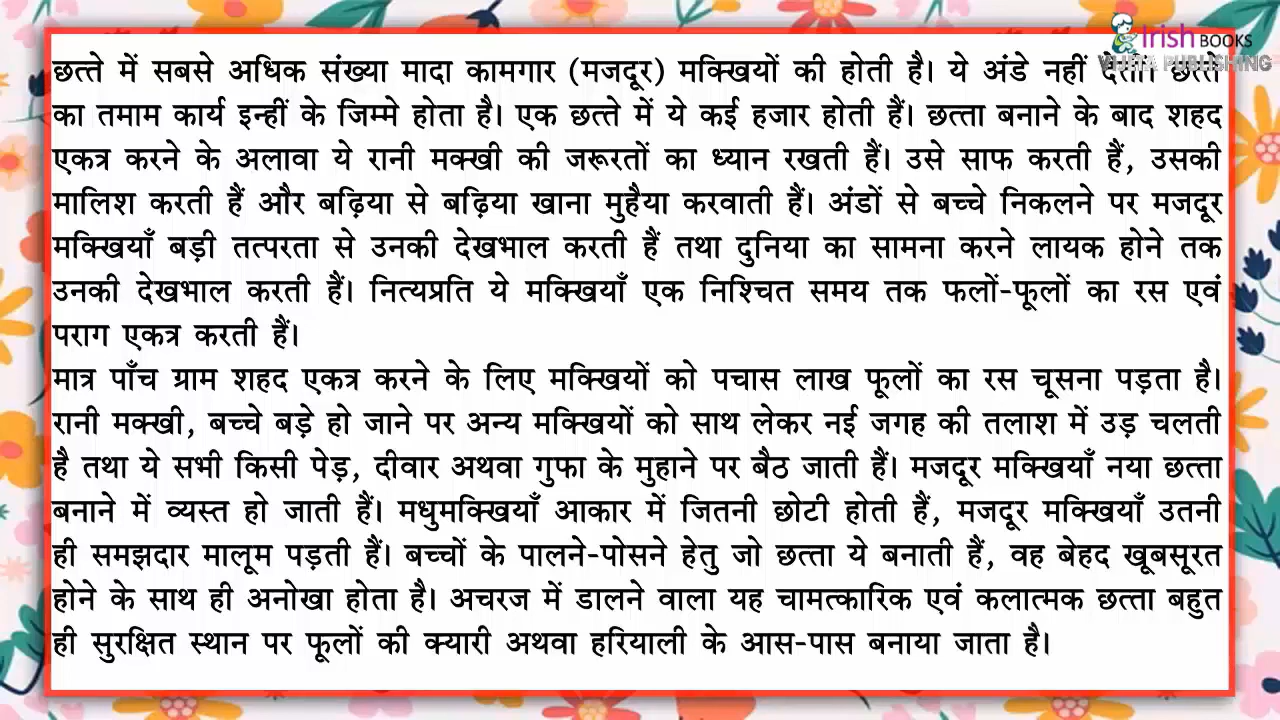 Irish BOOKS
छत्ते में सबसे अधिक संख्या मादा कामगार (मजदूर) मक्खियों की होती है। ये अंडे नहीं देती। छत्ते
का तमाम कार्य इन्हीं के जिम्मे होता है। एक छत्ते में ये कई हजार होती हैं। छत्ता बनाने के बाद शहद
एकत्र करने के अलावा ये रानी मक्खी की जरूरतों का ध्यान रखती हैं। उसे साफ करती हैं, उसकी
मालिश करती हैं और बढ़िया से बढ़िया खाना मुहैया करवाती हैं। अंडों से बच्चे निकलने पर मजदूर
मक्खियाँ बड़ी तत्परता से उनकी देखभाल करती हैं तथा दुनिया का सामना करने लायक होने तक
उनकी देखभाल करती हैं। नित्यप्रति ये मक्खियाँ एक निश्चित समय तक फलों-फूलों का रस एवं
पराग एकत्र करती हैं।
मात्र पाँच ग्राम शहद एकत्र करने के लिए मक्खियों को पचास लाख फूलों का रस चूसना पड़ता है।
रानी मक्खी, बच्चे बड़े हो जाने पर अन्य मक्खियों को साथ लेकर नई जगह की तलाश में उड़ चलती
है तथा ये सभी किसी पेड़, दीवार अथवा गुफा के मुहाने पर बैठ जाती हैं। मजदूर मक्खियाँ नया छत्ता
बनाने में व्यस्त हो जाती हैं। मधुमक्खियाँ आकार में जितनी छोटी होती हैं, मजदूर मक्खियाँ उतनी
ही समझदार मालूम पड़ती हैं। बच्चों के पालने-पोसने हेतु जो छत्ता ये बनाती हैं, वह बेहद खूबसूरत
होने के साथ ही अनोखा होता है। अचरज में डालने वाला यह चामत्कारिक एवं कलात्मक छत्ता बहुत
ही सुरक्षित स्थान पर फूलों की क्यारी अथवा हरियाली के आस-पास बनाया जाता है।